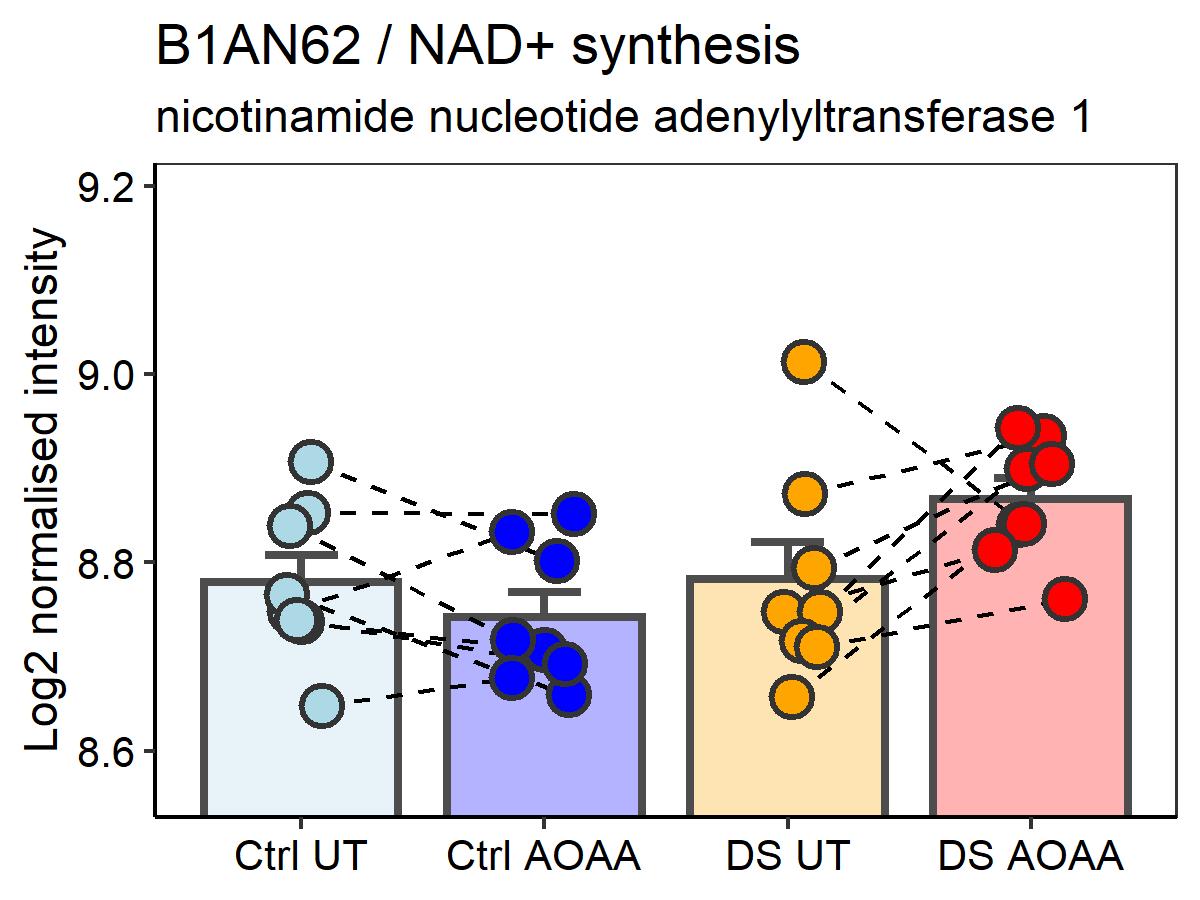 B1AN62 / NAD+ synthesis
nicotinamide nucleotide adenylyltransferase 1
Log2 normalised intensity
9.2
9.0
8.8
8.6
Ctrl UT
Ctrl AOAA
DS UT
DS AOAA